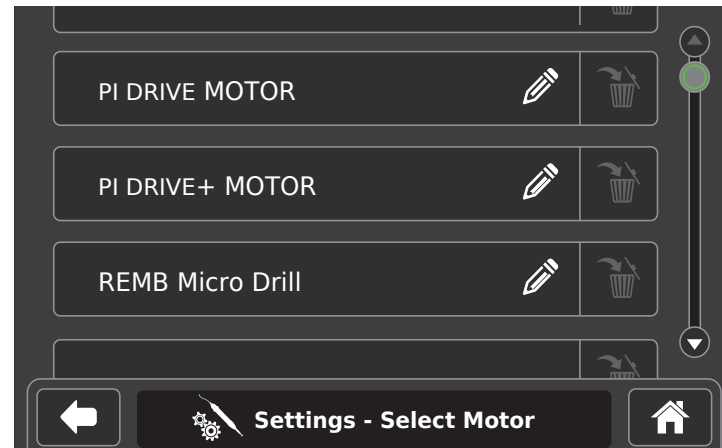 PI DRIVE MOTOR
PI DRIVE+ MOTOR
REMB Micro Drill
Settings - Select Motor